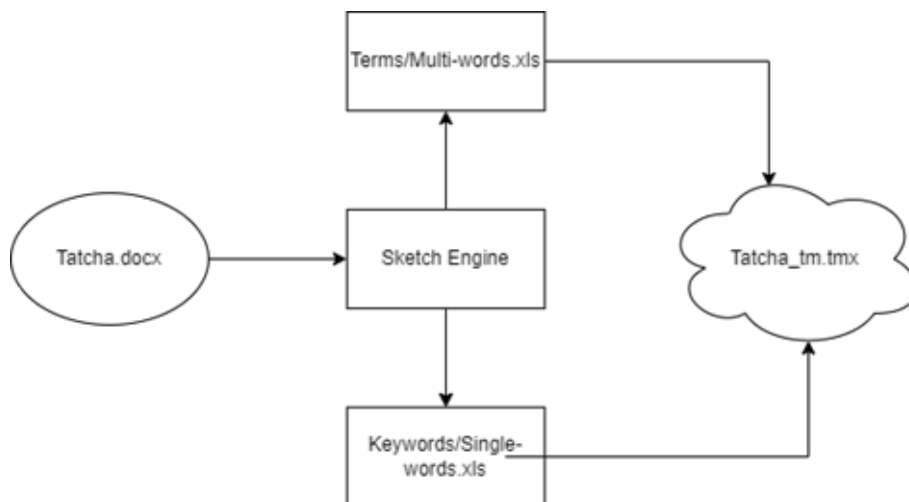 Terms/Multi-words.xls
Tatcha.docx
Sketch Engine
Tatcha_tm.tmx
Keywords/Single-
words.xls